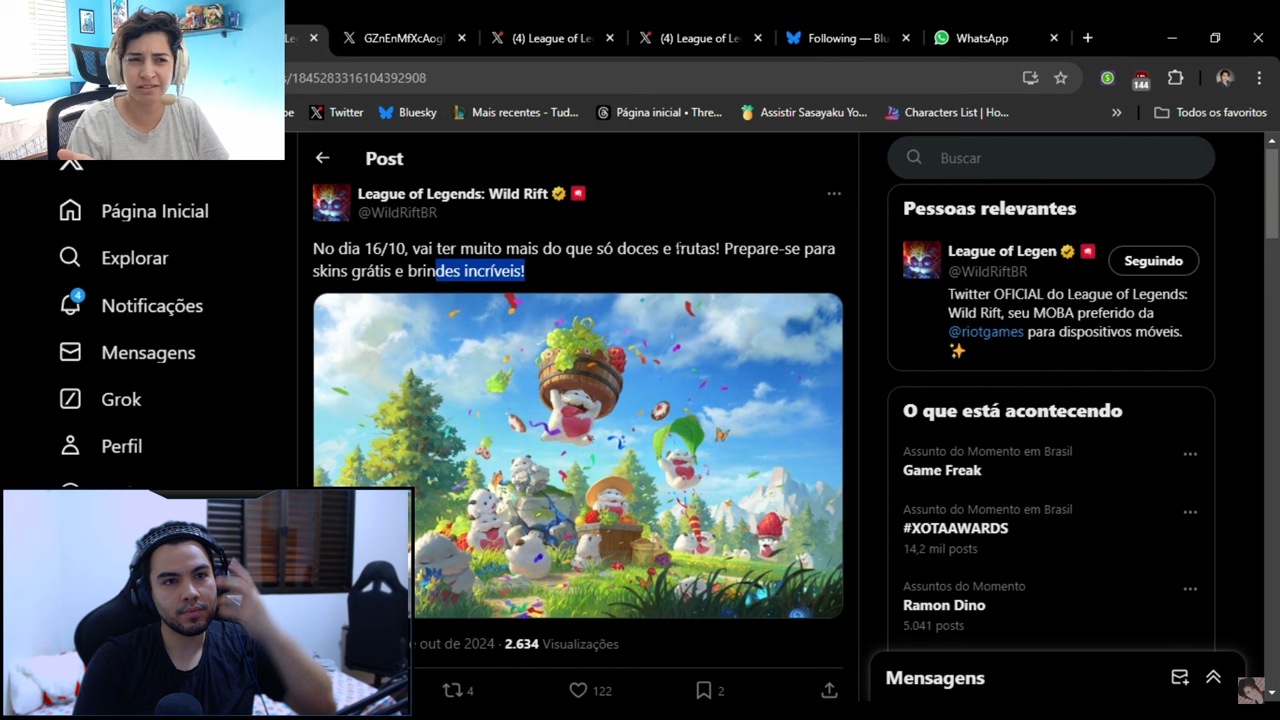 GZnEnMfXcAog
(4) League of Le
(4) League of Le
Following — Blu
WhatsApp
/1845283316104392908
144
Twitter
Bluesky
Mais recentes - Tud...
Página inicial • Thre...
Assistir Sasayaku Yo...
Characters List | Ho...
Todos os favoritos
Post
Buscar
League of Legends: Wild Rift
@WildRiftBR
No dia 16/10, vai ter muito mais do que só doces e frutas! Prepare-se para
skins grátis e brindes incríveis!
out de 2024 · 2.634 Visualizações
4
122
2
Página Inicial
Explorar
4
Notificações
Mensagens
Grok
Perfil
Pessoas relevantes
League of Legen
@WildRiftBR
Seguindo
Twitter OFICIAL do League of Legends:
Wild Rift, seu MOBA preferido da
@riotgames para dispositivos móveis.
O que está acontecendo
Assunto do Momento em Brasil
Game Freak
Assunto do Momento em Brasil
#XOTAAWARDS
14,2 mil posts
Assuntos do Momento
Ramon Dino
5.041 posts
Mensagens